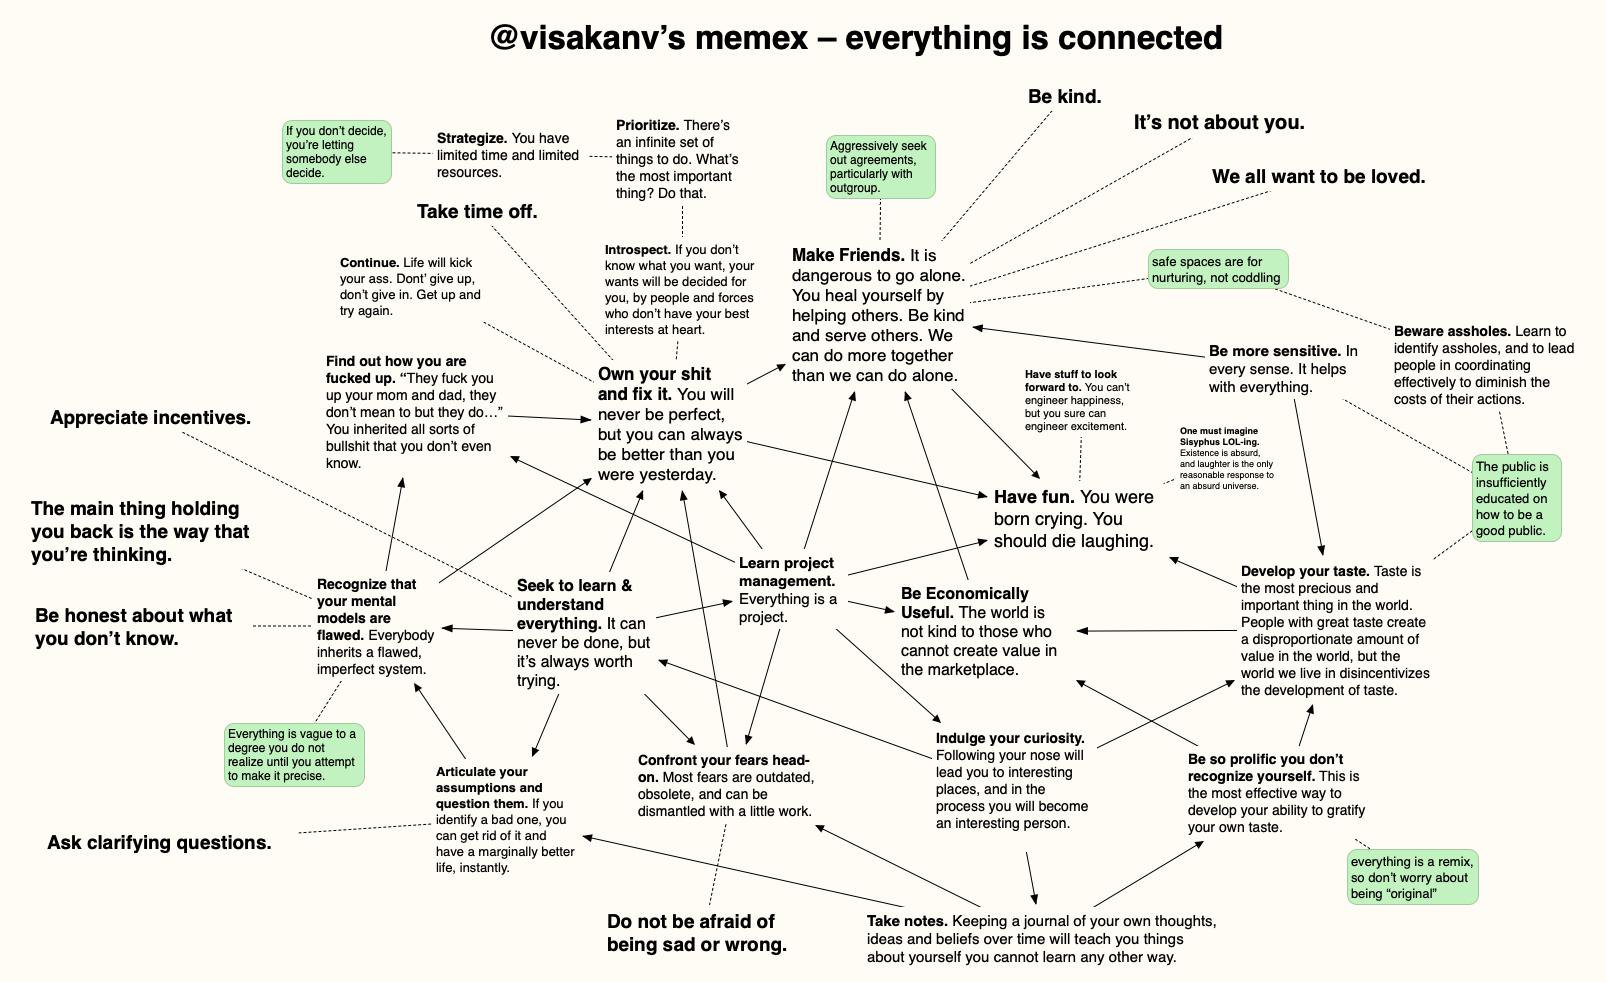 @visakanv's memex – everything is connected
Be kind.
It's not about you.
We all want to be loved.
If you don't decide,
you're letting
somebody else
decide.
Strategize. You have
limited time and limited
resources.
Prioritize. There's
an infinite set of
things to do. What's
the most important
thing? Do that.
Aggressively seek
out agreements,
particularly with
outgroup.
Take time off.
Continue. Life will kick
your ass. Dont' give up,
don't give in. Get up and
try again.
Introspect. If you don't
know what you want, your
wants will be decided for
you, by people and forces
who don't have your best
interests at heart.
Make Friends. It is
dangerous to go alone.
You heal yourself by
helping others. Be kind
and serve others. We
can do more together
than we can do alone.
safe spaces are for
nurturing, not coddling
Beware assholes. Learn to
identify assholes, and to lead
people in coordinating
effectively to diminish the
costs of their actions.
Be more sensitive. In
every sense. It helps
with everything.
Find out how you are
fucked up. “They fuck you
up your mom and dad, they
don't mean to but they do…”
You inherited all sorts of
bullshit that you don't even
know.
Own your shit
and fix it. You will
never be perfect,
but you can always
be better than you
were yesterday.
Have stuff to look
forward to. You can't
engineer happiness,
but you sure can
engineer excitement.
One must imagine
Sisyphus LOL-ing.
Existence is absurd,
and laughter is the only
reasonable response to
an absurd universe.
Appreciate incentives.
The public is
insufficiently
educated on
how to be a
good public.
Have fun. You were
born crying. You
should die laughing.
The main thing holding
you back is the way that
you're thinking.
Be honest about what
you don't know.
Recognize that
your mental
models are
flawed. Everybody
inherits a flawed,
imperfect system.
Seek to learn &
understand
everything. It can
never be done, but
it's always worth
trying.
Learn project
management.
Everything is a
project.
Be Economically
Useful. The world is
not kind to those who
cannot create value in
the marketplace.
Develop your taste. Taste is
the most precious and
important thing in the world.
People with great taste create
a disproportionate amount of
value in the world, but the
world we live in disincentivizes
the development of taste.
Everything is vague to a
degree you do not
realize until you attempt
to make it precise.
Articulate your
assumptions and
question them. If you
identify a bad one, you
can get rid of it and
have a marginally better
life, instantly.
Confront your fears head-
on. Most fears are outdated,
obsolete, and can be
dismantled with a little work.
Indulge your curiosity.
Following your nose will
lead you to interesting
places, and in the
process you will become
an interesting person.
Be so prolific you don't
recognize yourself. This is
the most effective way to
develop your ability to gratify
your own taste.
Ask clarifying questions.
everything is a remix,
so don't worry about
being “original”
Do not be afraid of
being sad or wrong.
Take notes. Keeping a journal of your own thoughts,
ideas and beliefs over time will teach you things
about yourself you cannot learn any other way.